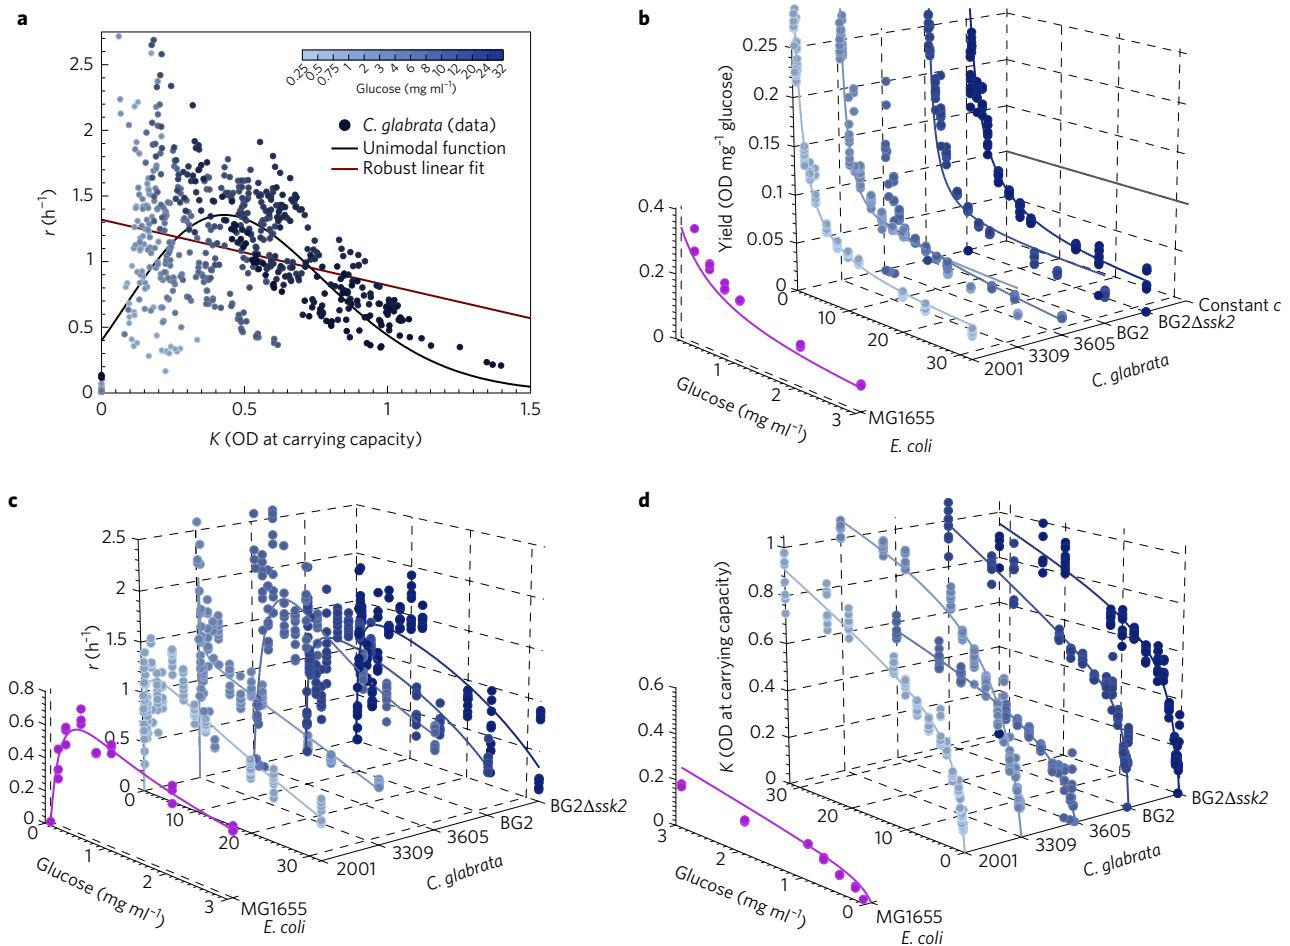 a
2.5
2
1.5
1
0.5
0
r (h⁻¹)
0
0.5
1
1.5
K (OD at carrying capacity)
0.25
0.5
0.75
1
2
3
4
6
8
10
12
20
24
32
Glucose (mg ml⁻¹)
C. glabrata (data)
Unimodal function
Robust linear fit
b
0.25
0.2
0.15
0.1
0.05
0
Yield (OD mg⁻¹ glucose)
0
10
20
30
2001
3309
3605
BG2
BG2Δssk2
Constant c
C. glabrata
0.4
0.2
0
1
2
3
Glucose (mg ml⁻¹)
MG1655
E. coli
c
2.5
2
1.5
1
0.5
0
r (h⁻¹)
0
10
20
30
2001
3309
3605
BG2
BG2Δssk2
C. glabrata
0.8
0.6
0.4
0.2
0
0
1
2
3
Glucose (mg ml⁻¹)
MG1655
E. coli
d
1
0.8
0.6
0.4
0.2
0
K (OD at carrying capacity)
30
20
10
0
2001
3309
3605
BG2
BG2Δssk2
C. glabrata
0.6
0.4
0.2
0
3
2
1
0
Glucose (mg ml⁻¹)
MG1655
E. coli